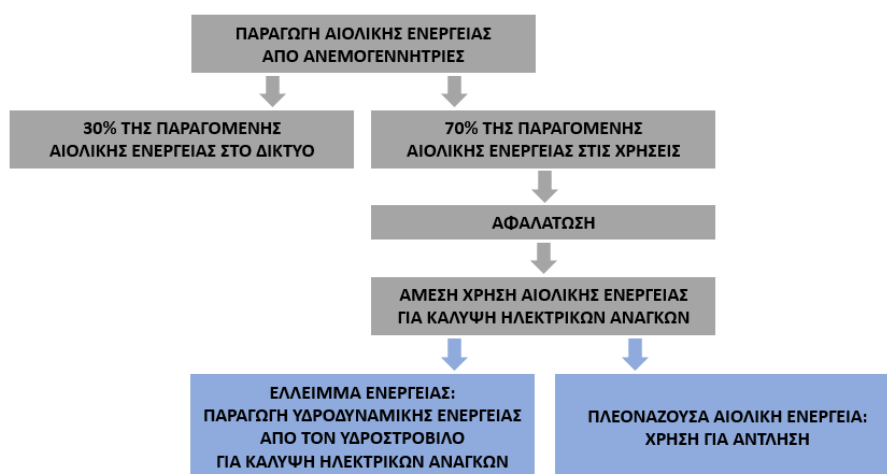 ΠΑΡΑΓΩΓΗ ΑΙΟΛΙΚΗΣ ΕΝΕΡΓΕΙΑΣ
ΑΠΟ ΑΝΕΜΟΓΕΝΝΗΤΡΙΕΣ
30% ΤΗΣ ΠΑΡΑΓΟΜΕΝΗΣ
ΑΙΟΛΙΚΗΣ ΕΝΕΡΓΕΙΑΣ ΣΤΟ ΔΙΚΤΥΟ
70% ΤΗΣ ΠΑΡΑΓΟΜΕΝΗΣ
ΑΙΟΛΙΚΗΣ ΕΝΕΡΓΕΙΑΣ ΣΤΙΣ ΧΡΗΣΕΙΣ
ΑΦΑΛΑΤΩΣΗ
ΑΜΕΣΗ ΧΡΗΣΗ ΑΙΟΛΙΚΗΣ ΕΝΕΡΓΕΙΑΣ
ΓΙΑ ΚΑΛΥΨΗ ΗΛΕΚΤΡΙΚΩΝ ΑΝΑΓΚΩΝ
ΕΛΛΕΙΜΜΑ ΕΝΕΡΓΕΙΑΣ:
ΠΑΡΑΓΩΓΗ ΥΔΡΟΔΥΝΑΜΙΚΗΣ ΕΝΕΡΓΕΙΑΣ
ΑΠΟ ΤΟΝ ΥΔΡΟΣΤΡΟΒΙΛΟ
ΓΙΑ ΚΑΛΥΨΗ ΗΛΕΚΤΡΙΚΩΝ ΑΝΑΓΚΩΝ
ΠΛΕΟΝΑΖΟΥΣΑ ΑΙΟΛΙΚΗ ΕΝΕΡΓΕΙΑ:
ΧΡΗΣΗ ΓΙΑ ΑΝΤΛΗΣΗ